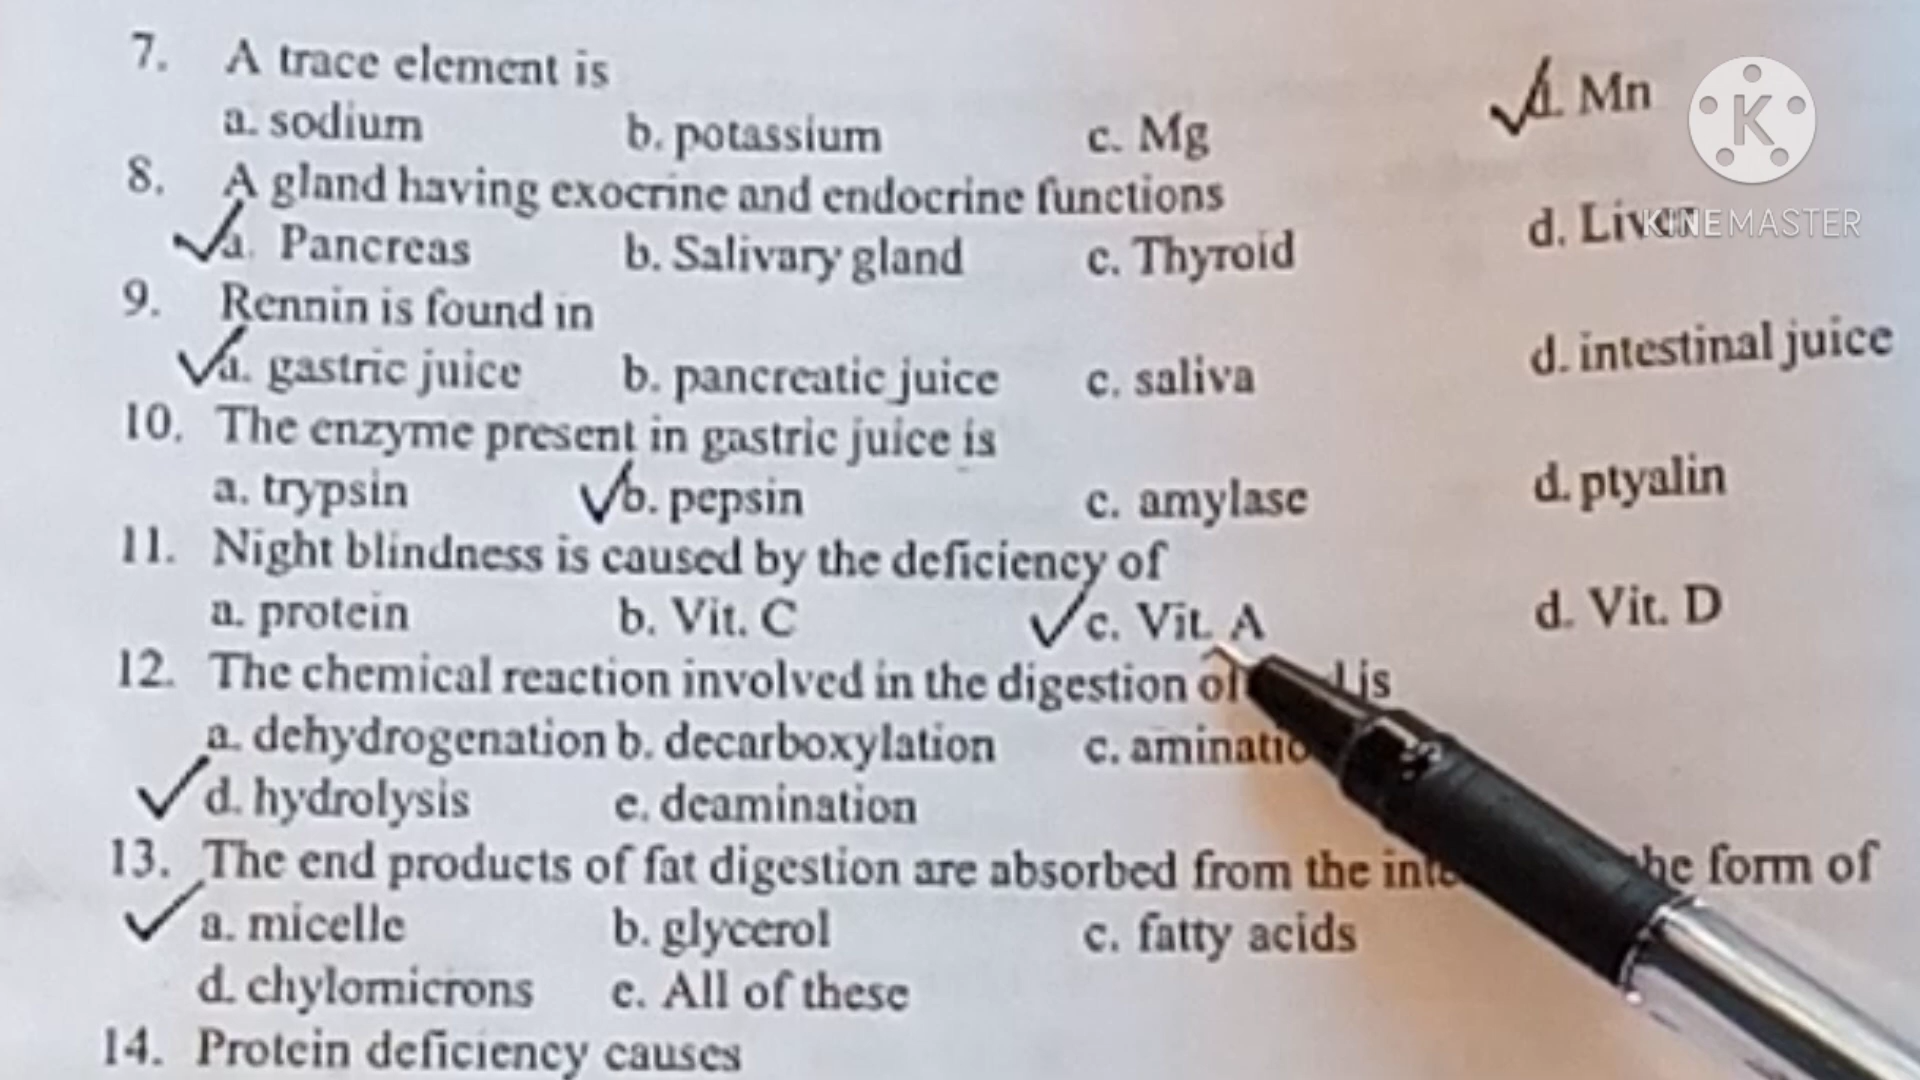 7. A trace element is
a. sodium b. potassium c. Mg d. Mn
8. A gland having exocrine and endocrine functions
a. Pancreas b. Salivary gland c. Thyroid d. Liver
9. Rennin is found in
a. gastric juice b. pancreatic juice c. saliva d. intestinal juice
10. The enzyme present in gastric juice is
a. trypsin b. pepsin c. amylase d. ptyalin
11. Night blindness is caused by the deficiency of
a. protein b. Vit. C c. Vit. A d. Vit. D
12. The chemical reaction involved in the digestion is
a. dehydrogenation b. decarboxylation c.
d. hydrolysis e. deamination
13. The end products of fat digestion are absorbed from the form of
a. micelle b. glycerol c. fatty acids
d. chylomicrons e. All of these
14. Protein deficiency causes
K
KINEMASTER